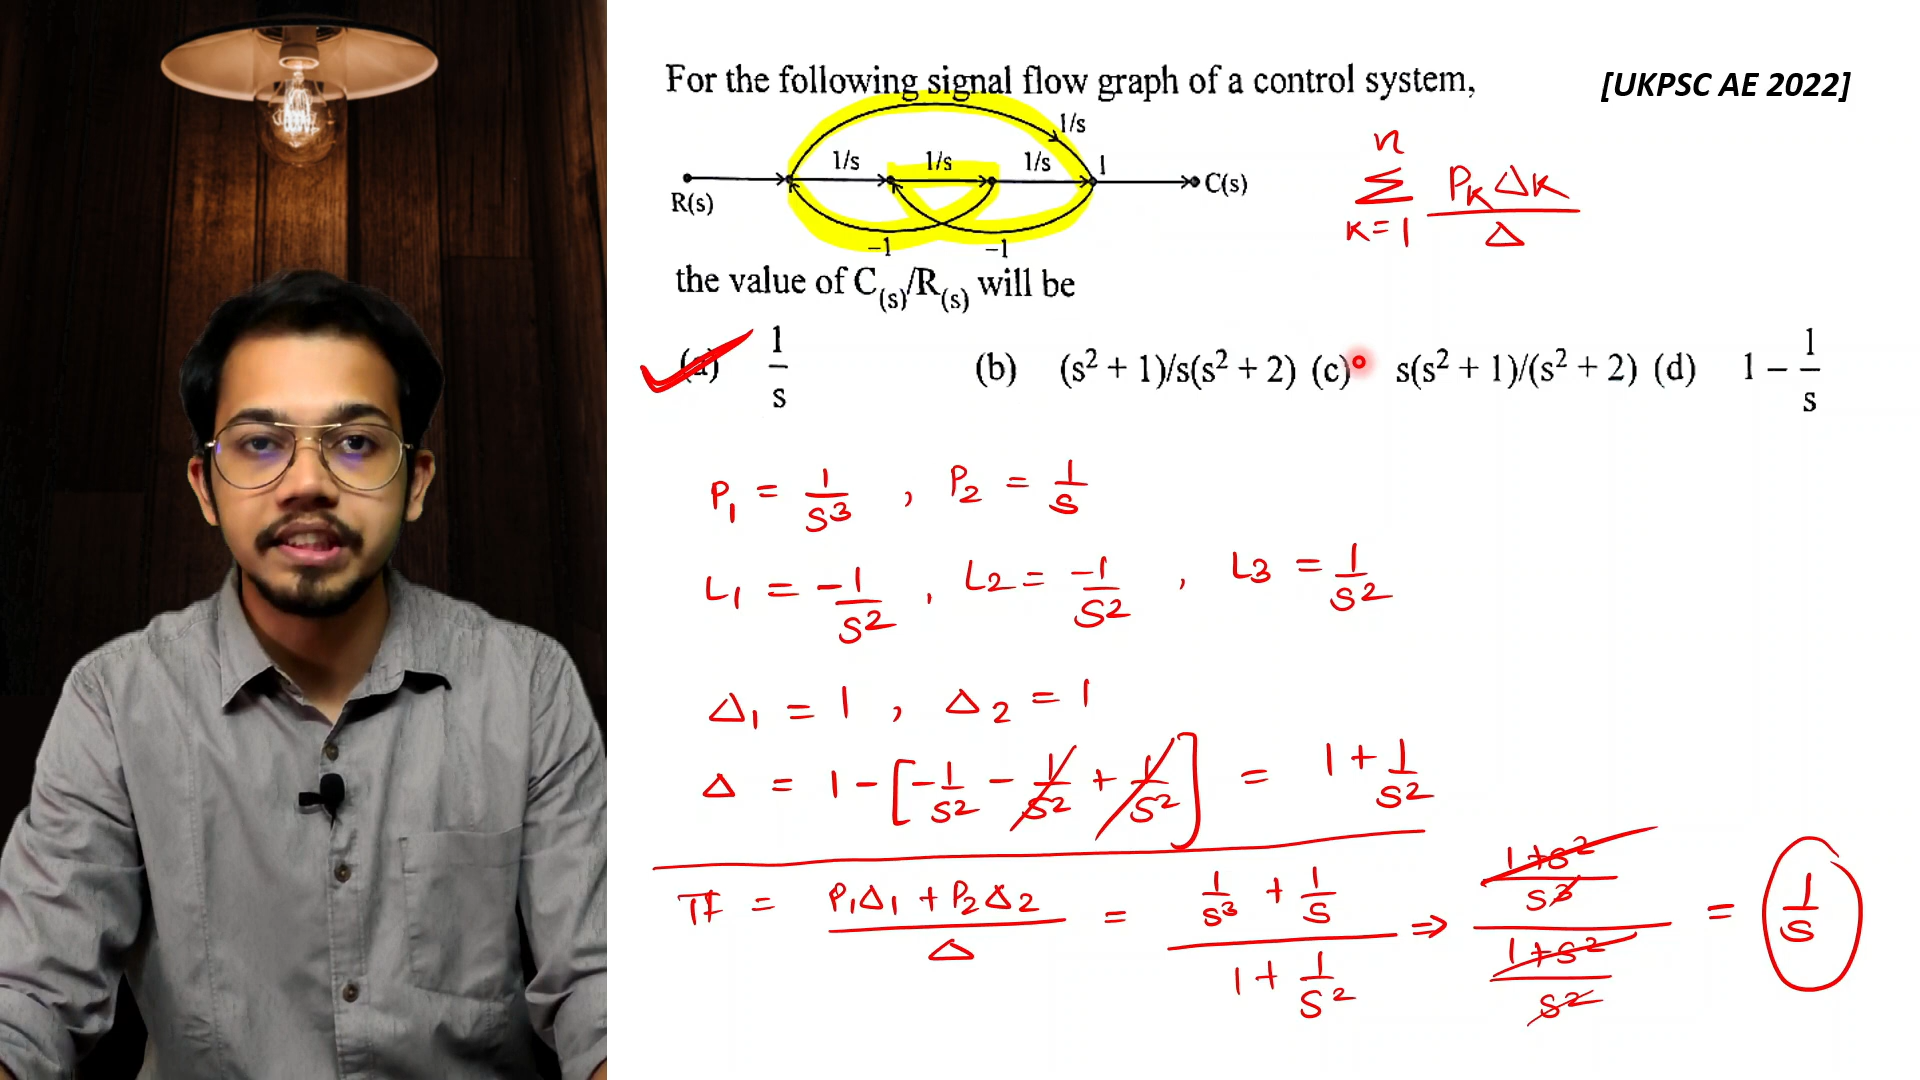 For the following signal flow graph of a control system,
[UKPSC AE 2022]
1/s
1/s 1/s 1/s 1
R(s) C(s)
-1 -1
n
Σ PₖΔₖ / Δ
K=1
the value of C(s)/R(s) will be
(a) 1/s (b) (s² + 1)/s(s² + 2) (c) s(s² + 1)/(s² + 2) (d) 1 – 1/s
P₁ = 1/s³ , P₂ = 1/s
L₁ = -1/s² , L₂ = -1/s² , L3 = 1/s²
Δ₁ = 1 , Δ₂ = 1
Δ = 1 - [-1/s² - 1/s² + 1/s²] = 1 + 1/s²
TF = (P₁Δ₁ + P₂Δ₂)/Δ = (1/s³ + 1/s)/(1 + 1/s²) ⇒ ((1+s²)/s³)/((1+s²)/s²) = 1/s